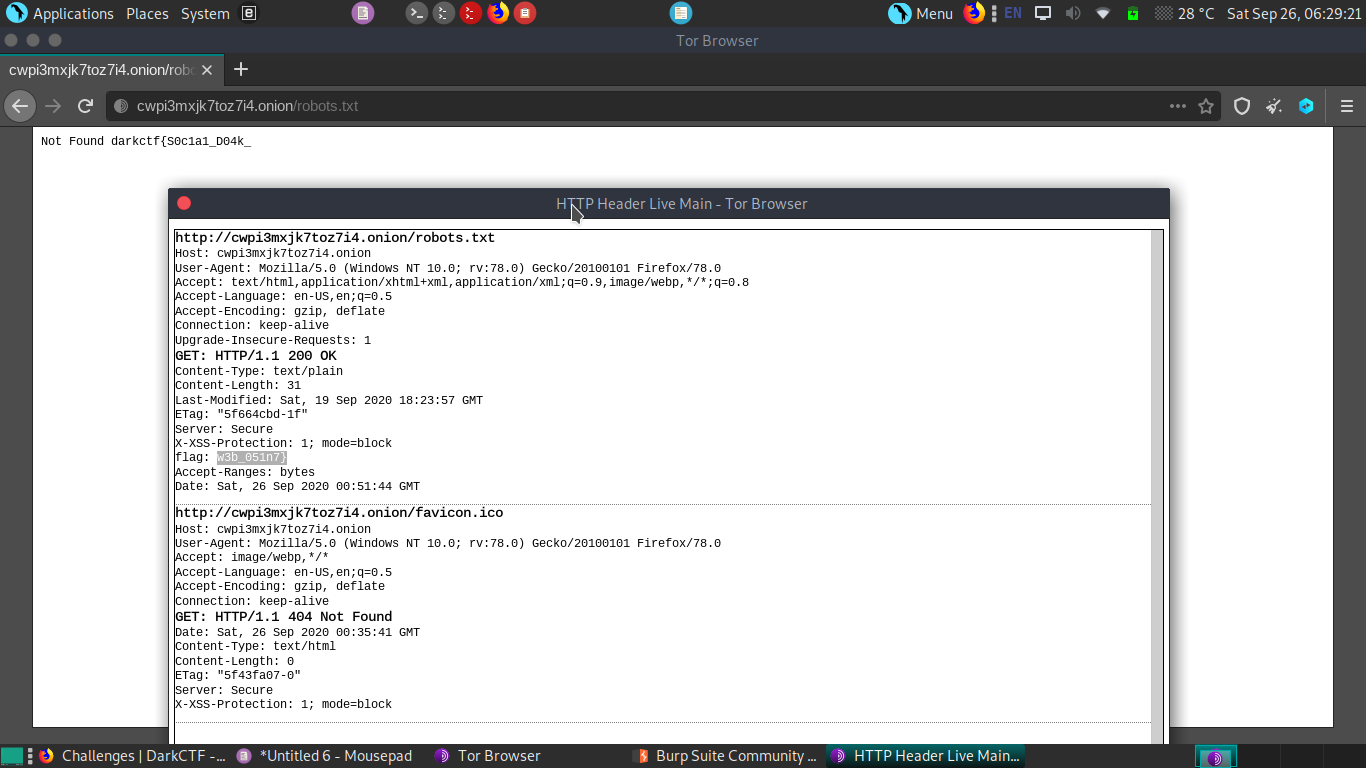 Applications Places System Menu EN 28 °C Sat Sep 26, 06:29:21
Tor Browser
cwpi3mxjk7toz7i4.onion/robo
cwpi3mxjk7toz7i4.onion/robots.txt
Not Found darkctf{S0c1a1_D04k_
HTTP Header Live Main - Tor Browser
http://cwpi3mxjk7toz7i4.onion/robots.txt
Host: cwpi3mxjk7toz7i4.onion
User-Agent: Mozilla/5.0 (Windows NT 10.0; rv:78.0) Gecko/20100101 Firefox/78.0
Accept: text/html,application/xhtml+xml,application/xml;q=0.9,image/webp,*/*;q=0.8
Accept-Language: en-US,en;q=0.5
Accept-Encoding: gzip, deflate
Connection: keep-alive
Upgrade-Insecure-Requests: 1
GET: HTTP/1.1 200 OK
Content-Type: text/plain
Content-Length: 31
Last-Modified: Sat, 19 Sep 2020 18:23:57 GMT
ETag: "5f664cbd-1f"
Server: Secure
X-XSS-Protection: 1; mode=block
flag: w3b_051n7}
Accept-Ranges: bytes
Date: Sat, 26 Sep 2020 00:51:44 GMT
http://cwpi3mxjk7toz7i4.onion/favicon.ico
Host: cwpi3mxjk7toz7i4.onion
User-Agent: Mozilla/5.0 (Windows NT 10.0; rv:78.0) Gecko/20100101 Firefox/78.0
Accept: image/webp,*/*
Accept-Language: en-US,en;q=0.5
Accept-Encoding: gzip, deflate
Connection: keep-alive
GET: HTTP/1.1 404 Not Found
Date: Sat, 26 Sep 2020 00:35:41 GMT
Content-Type: text/html
Content-Length: 0
ETag: "5f43fa07-0"
Server: Secure
X-XSS-Protection: 1; mode=block
Challenges | DarkCTF -... *Untitled 6 - Mousepad Tor Browser Burp Suite Community ... HTTP Header Live Main...